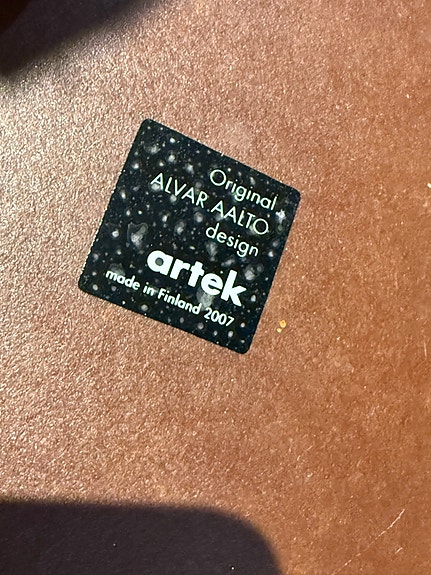 Original
ALVAR AALTO
design
artek
made in Finland 2007